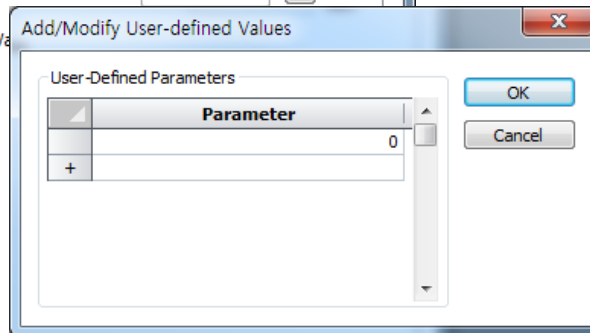 Add/Modify User-defined Values
User-Defined Parameters
Parameter
0
+
OK
Cancel